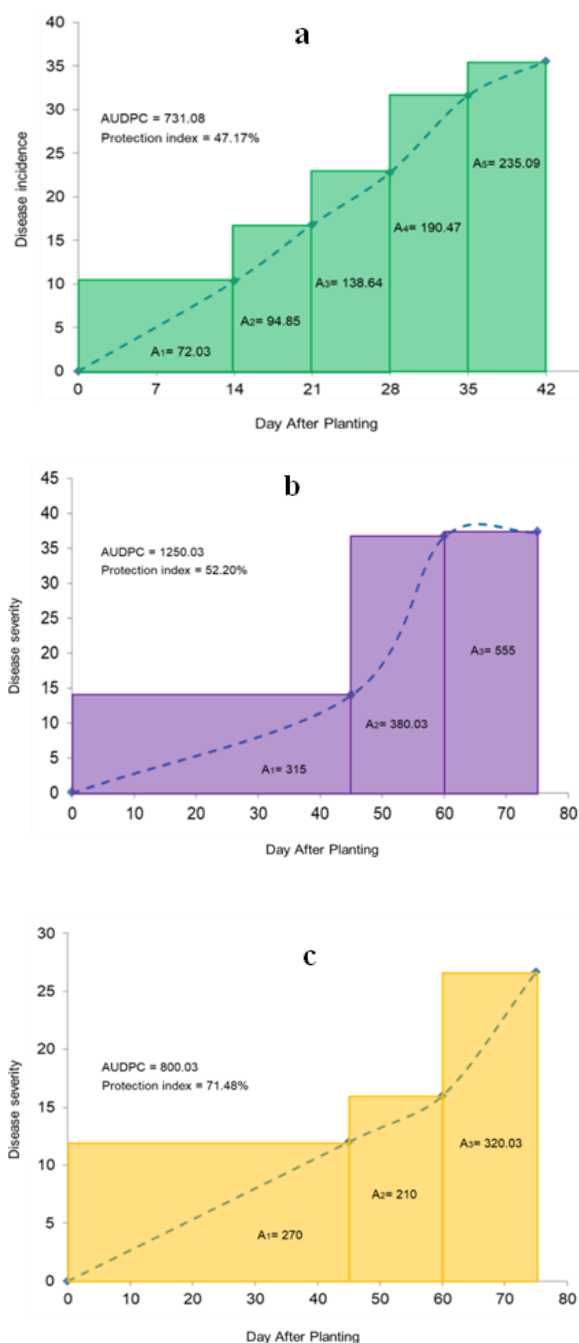 a
40
35
30
25
20
15
10
5
0
Disease incidence
AUDPC = 731.08
Protection index = 47.17%
A1= 72.03
A2= 94.85
A3= 138.64
A4= 190.47
A5= 235.09
0 7 14 21 28 35 42
Day After Planting
b
45
40
35
30
25
20
15
10
5
0
Disease severity
AUDPC = 1250.03
Protection index = 52.20%
A1= 315
A2= 380.03
A3= 555
0 10 20 30 40 50 60 70 80
Day After Planting
c
30
25
20
15
10
5
0
Disease severity
AUDPC = 800.03
Protection index = 71.48%
A1= 270
A2= 210
A3= 320.03
0 10 20 30 40 50 60 70 80
Day After Planting